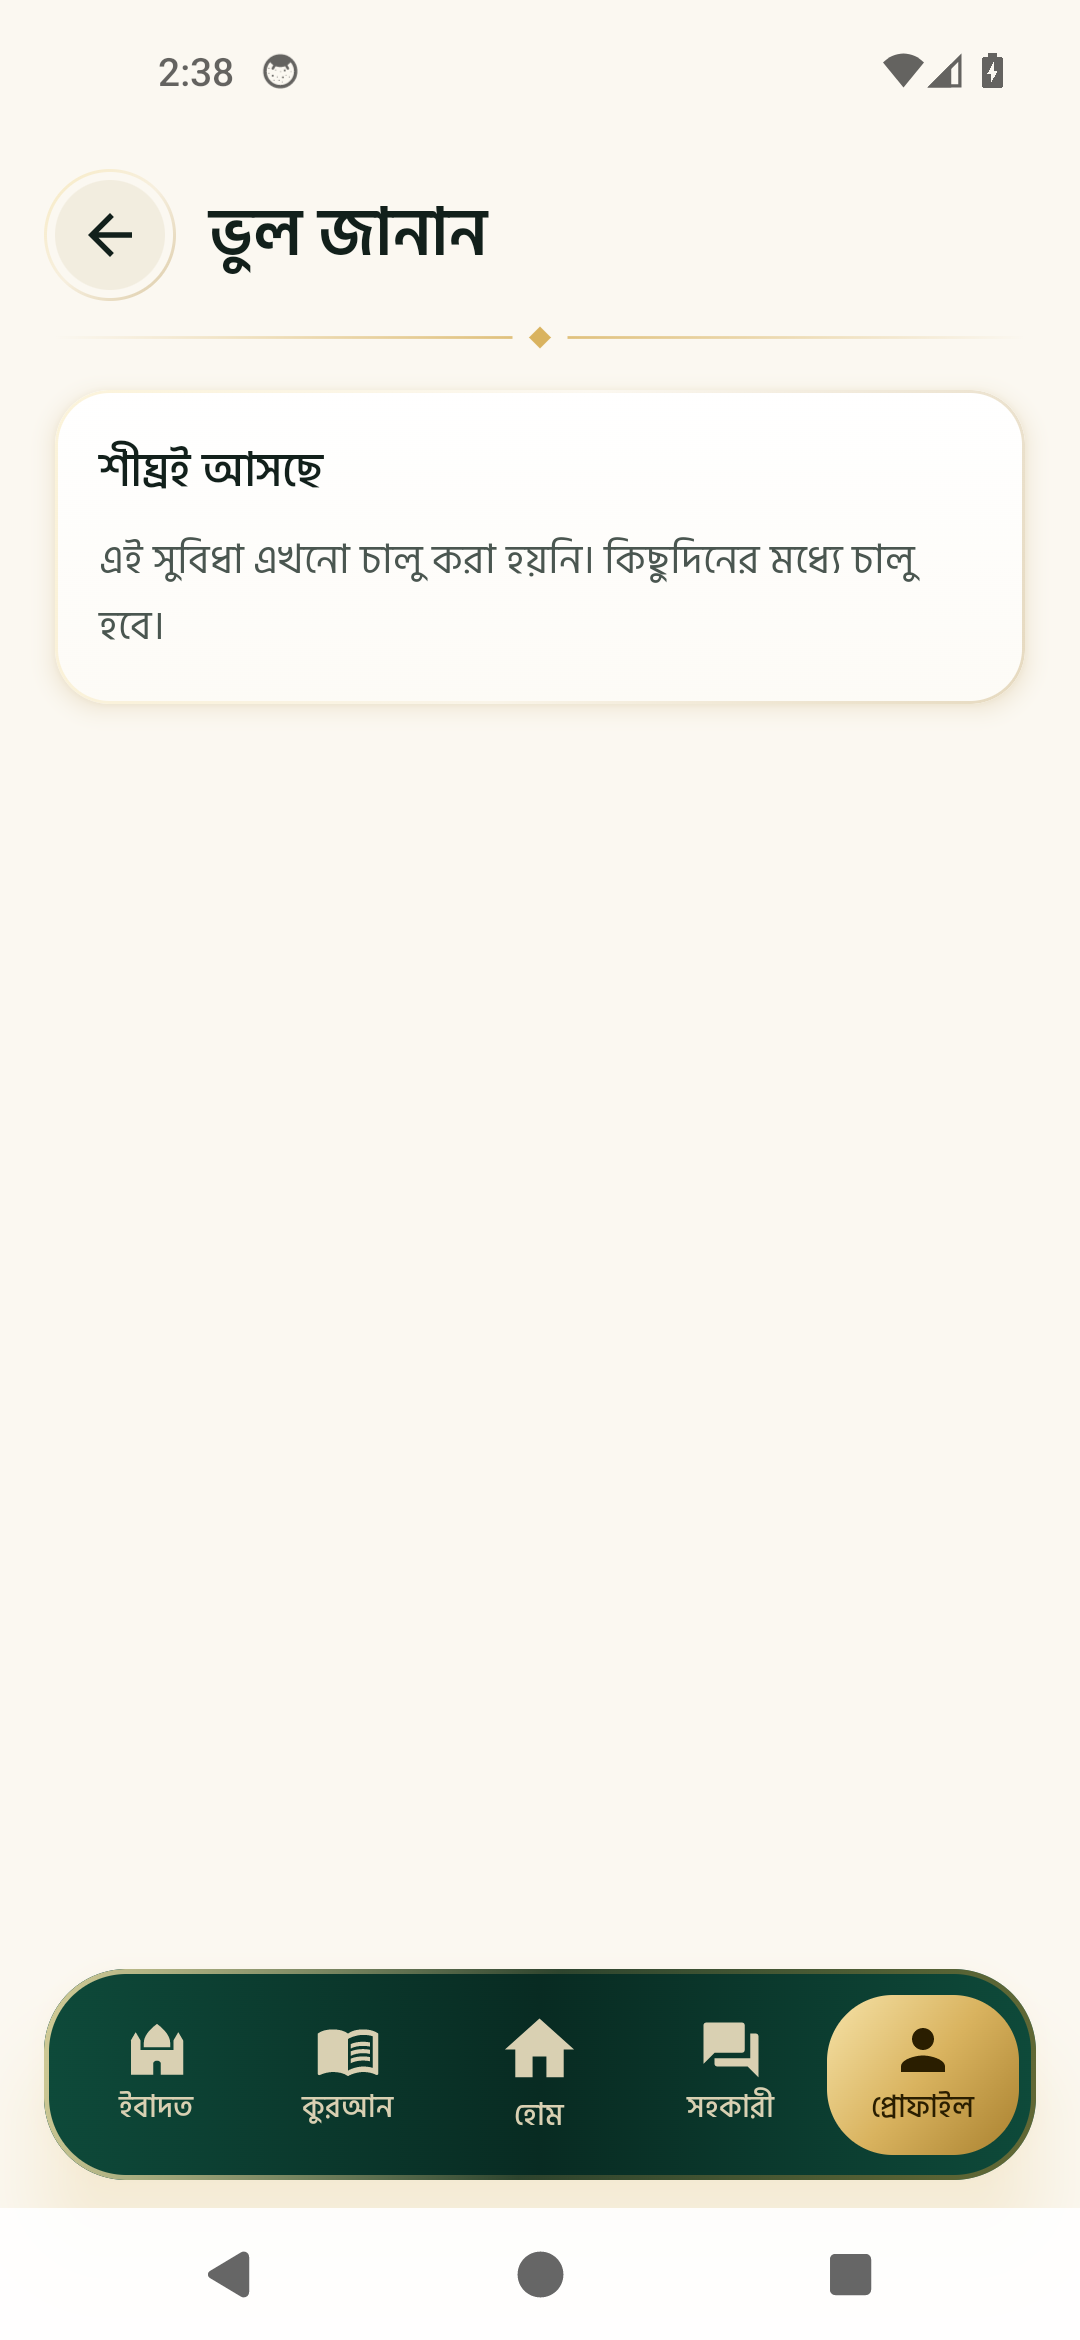 2:38
ভুল জানান
শীঘ্রই আসছে
এই সুবিধা এখনো চালু করা হয়নি। কিছুদিনের মধ্যে চালু
হবে।
ইবাদত
কুরআন
হোম
সহকারী
প্রোফাইল